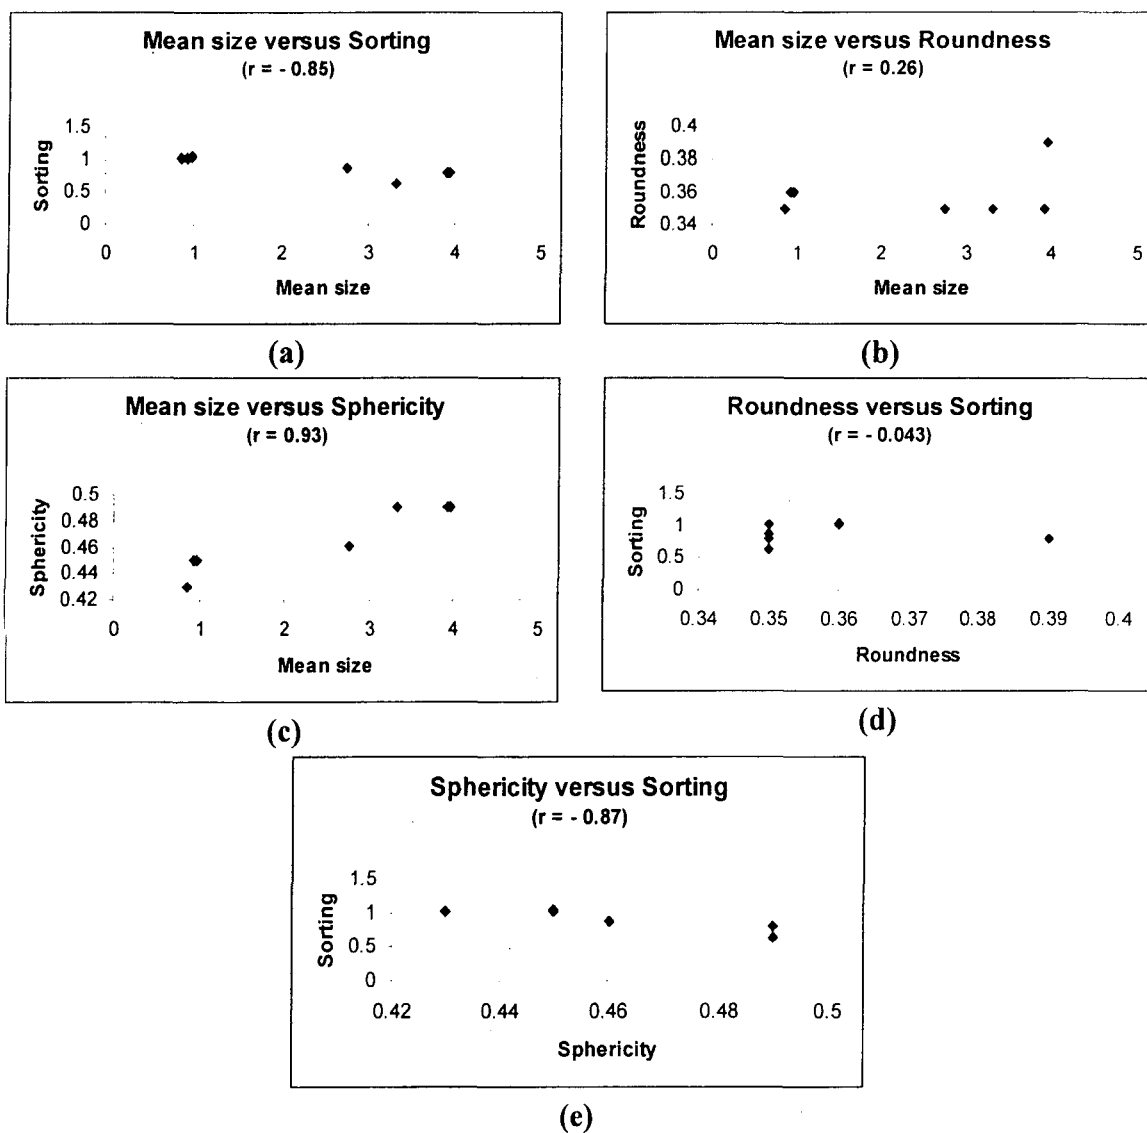 Mean size versus Sorting
(r = - 0.85)
Sorting
1.5
1
0.5
0
0 1 2 3 4 5
Mean size
(a)
Mean size versus Roundness
(r = 0.26)
Roundness
0.4
0.38
0.36
0.34
0 1 2 3 4 5
Mean size
(b)
Mean size versus Sphericity
(r = 0.93)
Sphericity
0.5
0.48
0.46
0.44
0.42
0 1 2 3 4 5
Mean size
(c)
Roundness versus Sorting
(r = - 0.043)
Sorting
1.5
1
0.5
0
0.34 0.35 0.36 0.37 0.38 0.39 0.4
Roundness
(d)
Sphericity versus Sorting
(r = - 0.87)
Sorting
1.5
1
0.5
0
0.42 0.44 0.46 0.48 0.5
Sphericity
(e)